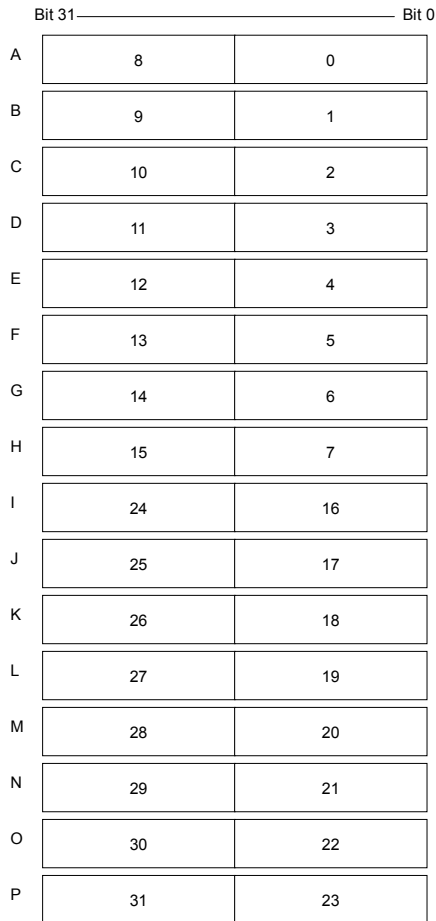 Bit 31 Bit 0
A 8 0
B 9 1
C 10 2
D 11 3
E 12 4
F 13 5
G 14 6
H 15 7
I 24 16
J 25 17
K 26 18
L 27 19
M 28 20
N 29 21
O 30 22
P 31 23